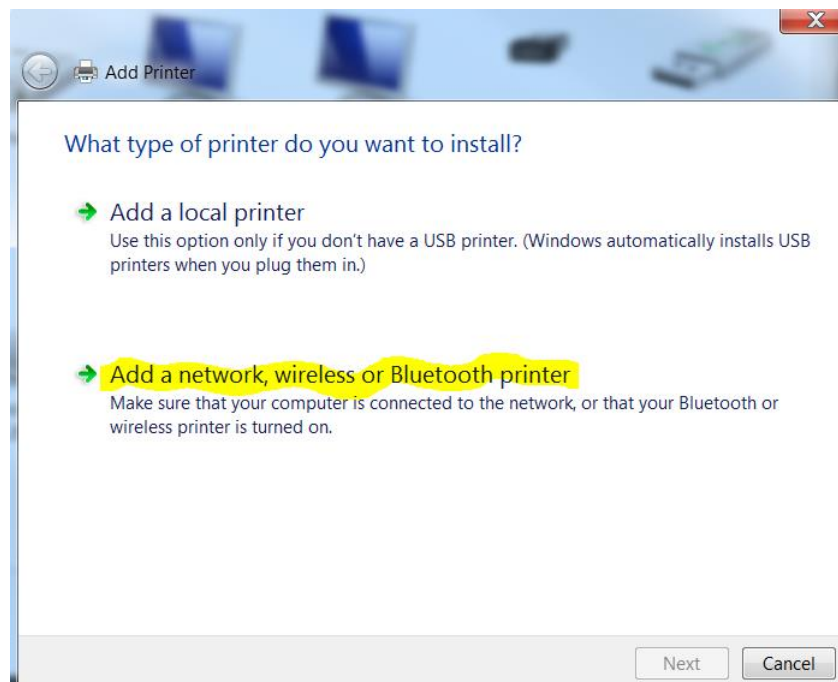 Add Printer
What type of printer do you want to install?
Add a local printer
Use this option only if you don't have a USB printer. (Windows automatically installs USB
printers when you plug them in.)
Add a network, wireless or Bluetooth printer
Make sure that your computer is connected to the network, or that your Bluetooth or
wireless printer is turned on.
Next
Cancel